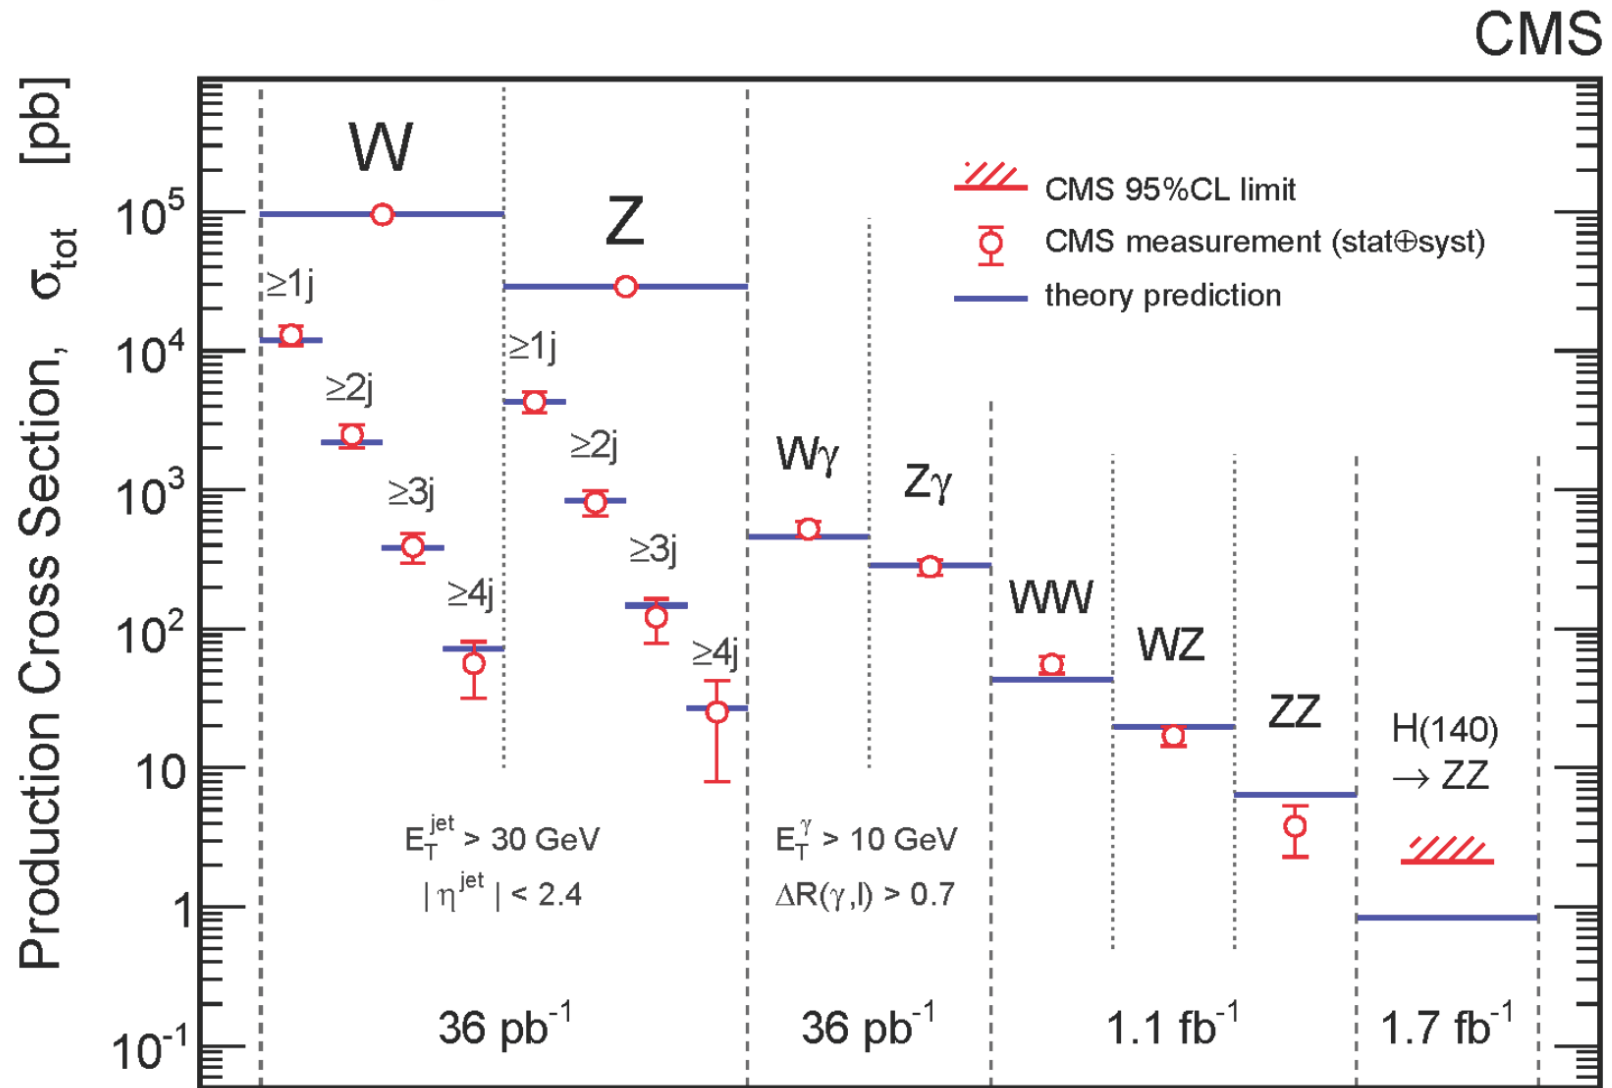 CMS
Production Cross Section, σtot [pb]
10⁵
10⁴
10³
10²
10
1
10⁻¹
W
≥1j
≥2j
≥3j
≥4j
Z
≥1j
≥2j
≥3j
≥4j
Wγ
Zγ
WW
WZ
ZZ
H(140)
→ ZZ
CMS 95%CL limit
CMS measurement (stat⊕syst)
theory prediction
E_T^jet > 30 GeV
|η^jet| < 2.4
E_T^γ > 10 GeV
ΔR(γ,l) > 0.7
36 pb⁻¹
36 pb⁻¹
1.1 fb⁻¹
1.7 fb⁻¹